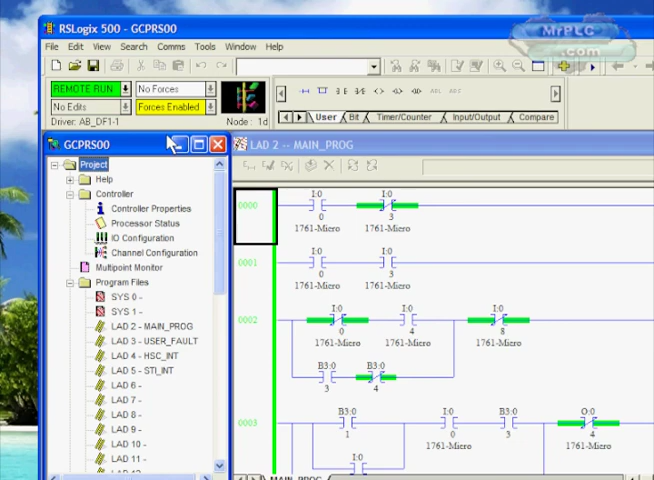 RSLogix 500 - GCPRS00
MrPLC
.com
File Edit View Search Comms Tools Window Help
REMOTE RUN No Forces
No Edits Forces Enabled
Driver: AB_DF1-1 Node: 1d
ABL ABS
User Bit Timer/Counter Input/Output Compare
GCPRS00
LAD 2 -- MAIN_PROG
Project
Help
Controller
Controller Properties
Processor Status
IO Configuration
Channel Configuration
Multipoint Monitor
Program Files
SYS 0 -
SYS 1 -
LAD 2 - MAIN_PROG
LAD 3 - USER_FAULT
LAD 4 - HSC_INT
LAD 5 - STI_INT
LAD 6 -
LAD 7 -
LAD 8 -
LAD 9 -
LAD 10 -
LAD 11 -
0000
I:0 I:0
0 3
1761-Micro 1761-Micro
0001
I:0 I:0
0 3
1761-Micro 1761-Micro
0002
I:0 I:0 I:0
0 4 8
1761-Micro 1761-Micro 1761-Micro
B3:0 B3:0
3 4
0003
B3:0 I:0 B3:0 O:0
1 0 3 4
1761-Micro 1761-Micro
I:0
MAIN_PROG